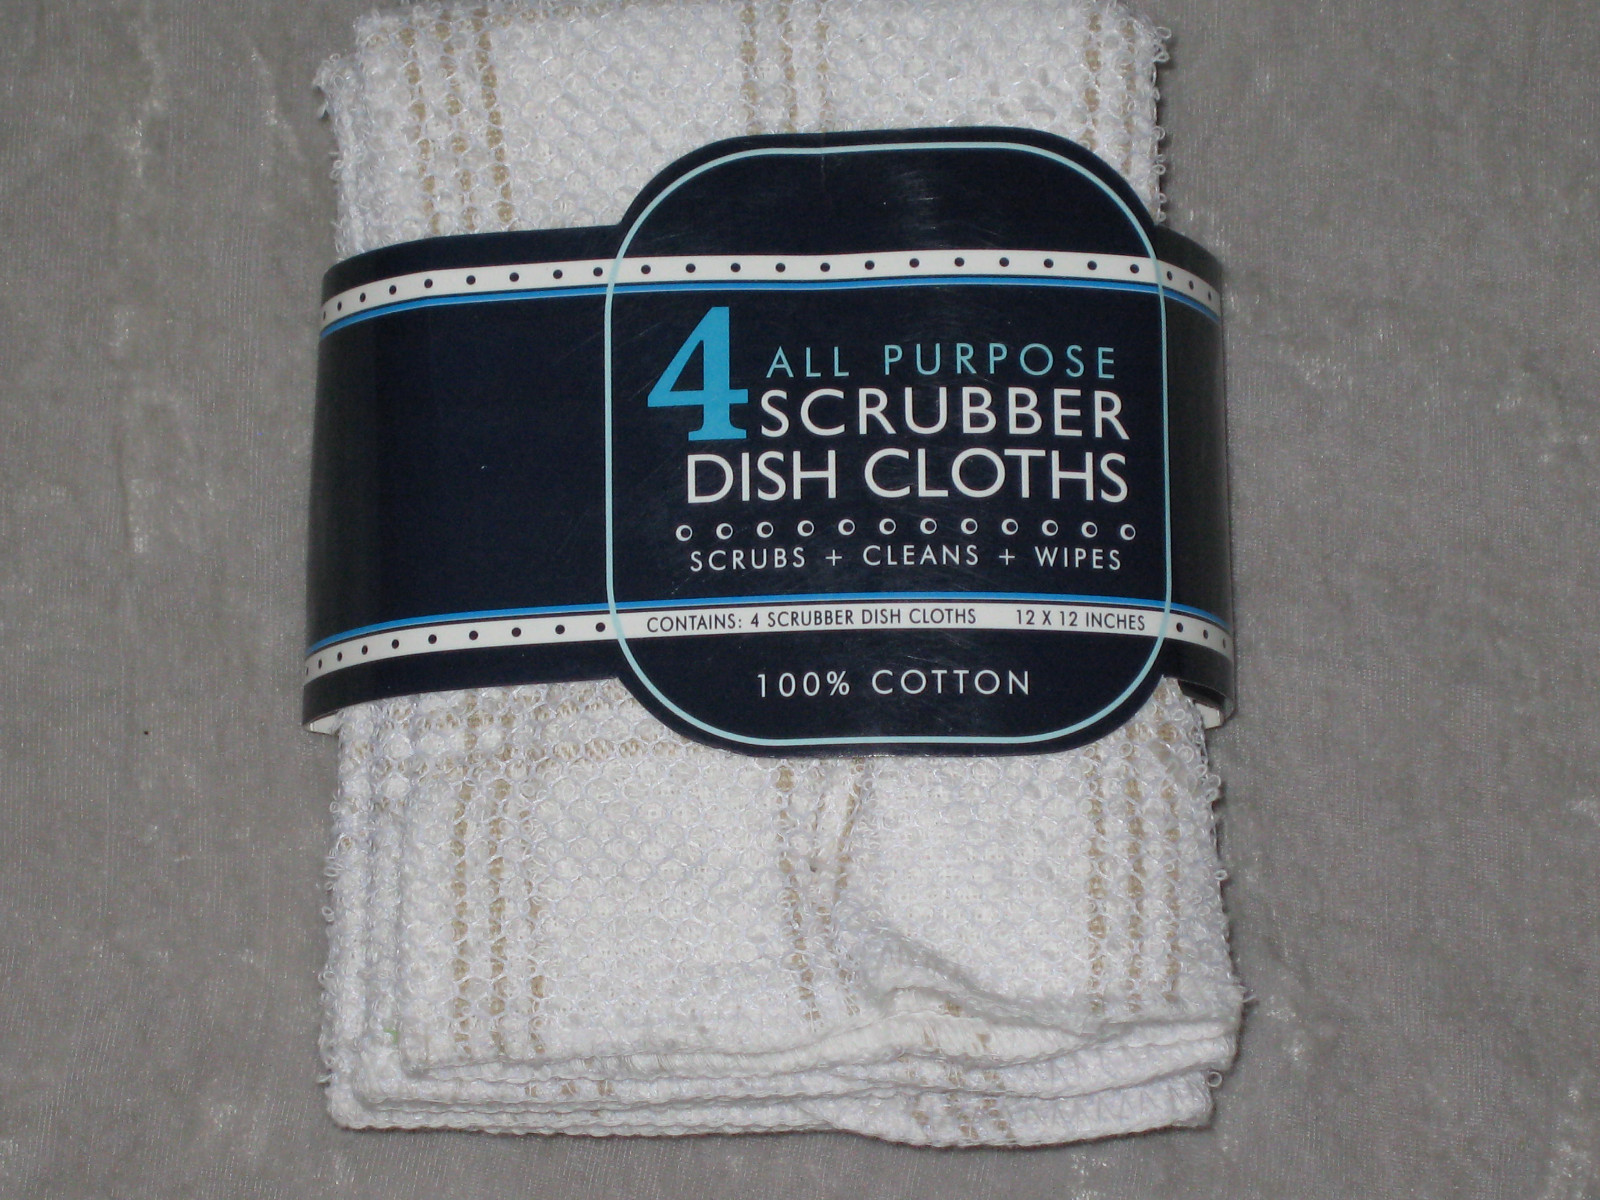 4 ALL PURPOSE
SCRUBBER
DISH CLOTHS
SCRUBS + CLEANS + WIPES
CONTAINS: 4 SCRUBBER DISH CLOTHS 12 X 12 INCHES
100% COTTON